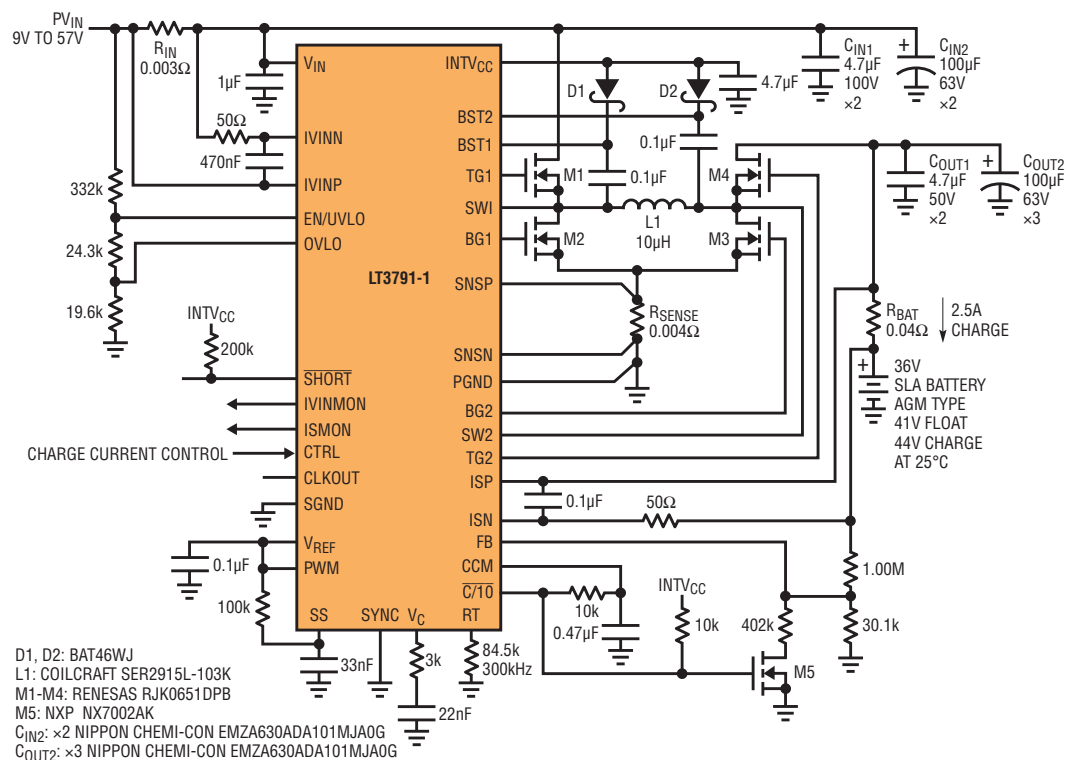 PVIN
9V TO 57V
RIN
0.003Ω
1µF
50Ω
470nF
332k
24.3k
19.6k
INTVCC
200k
CHARGE CURRENT CONTROL
0.1µF
100k
33nF
3k
22nF
84.5k
300kHz
LT3791-1
VIN
IVINN
IVINP
EN/UVLO
OVLO
SHORT
IVINMON
ISMON
CTRL
CLKOUT
SGND
VREF
PWM
SS
SYNC
VC
RT
INTVCC
BST2
BST1
TG1
SWI
BG1
SNSP
SNSN
PGND
BG2
SW2
TG2
ISP
ISN
FB
CCM
C/10
D1
D2
4.7µF
0.1µF
0.1µF
M1
M4
L1
10µH
M2
M3
RSENSE
0.004Ω
CIN1
4.7µF
100V
×2
+
CIN2
100µF
63V
×2
COUT1
4.7µF
50V
×2
+
COUT2
100µF
63V
×3
RBAT
0.04Ω
2.5A
CHARGE
+
36V
SLA BATTERY
AGM TYPE
41V FLOAT
44V CHARGE
AT 25°C
0.1µF
50Ω
1.00M
10k
0.47µF
INTVCC
10k
402k
30.1k
M5
D1, D2: BAT46WJ
L1: COILCRAFT SER2915L-103K
M1-M4: RENESAS RJK0651DPB
M5: NXP NX7002AK
CIN2: ×2 NIPPON CHEMI-CON EMZA630ADA101MJA0G
COUT2: ×3 NIPPON CHEMI-CON EMZA630ADA101MJA0G